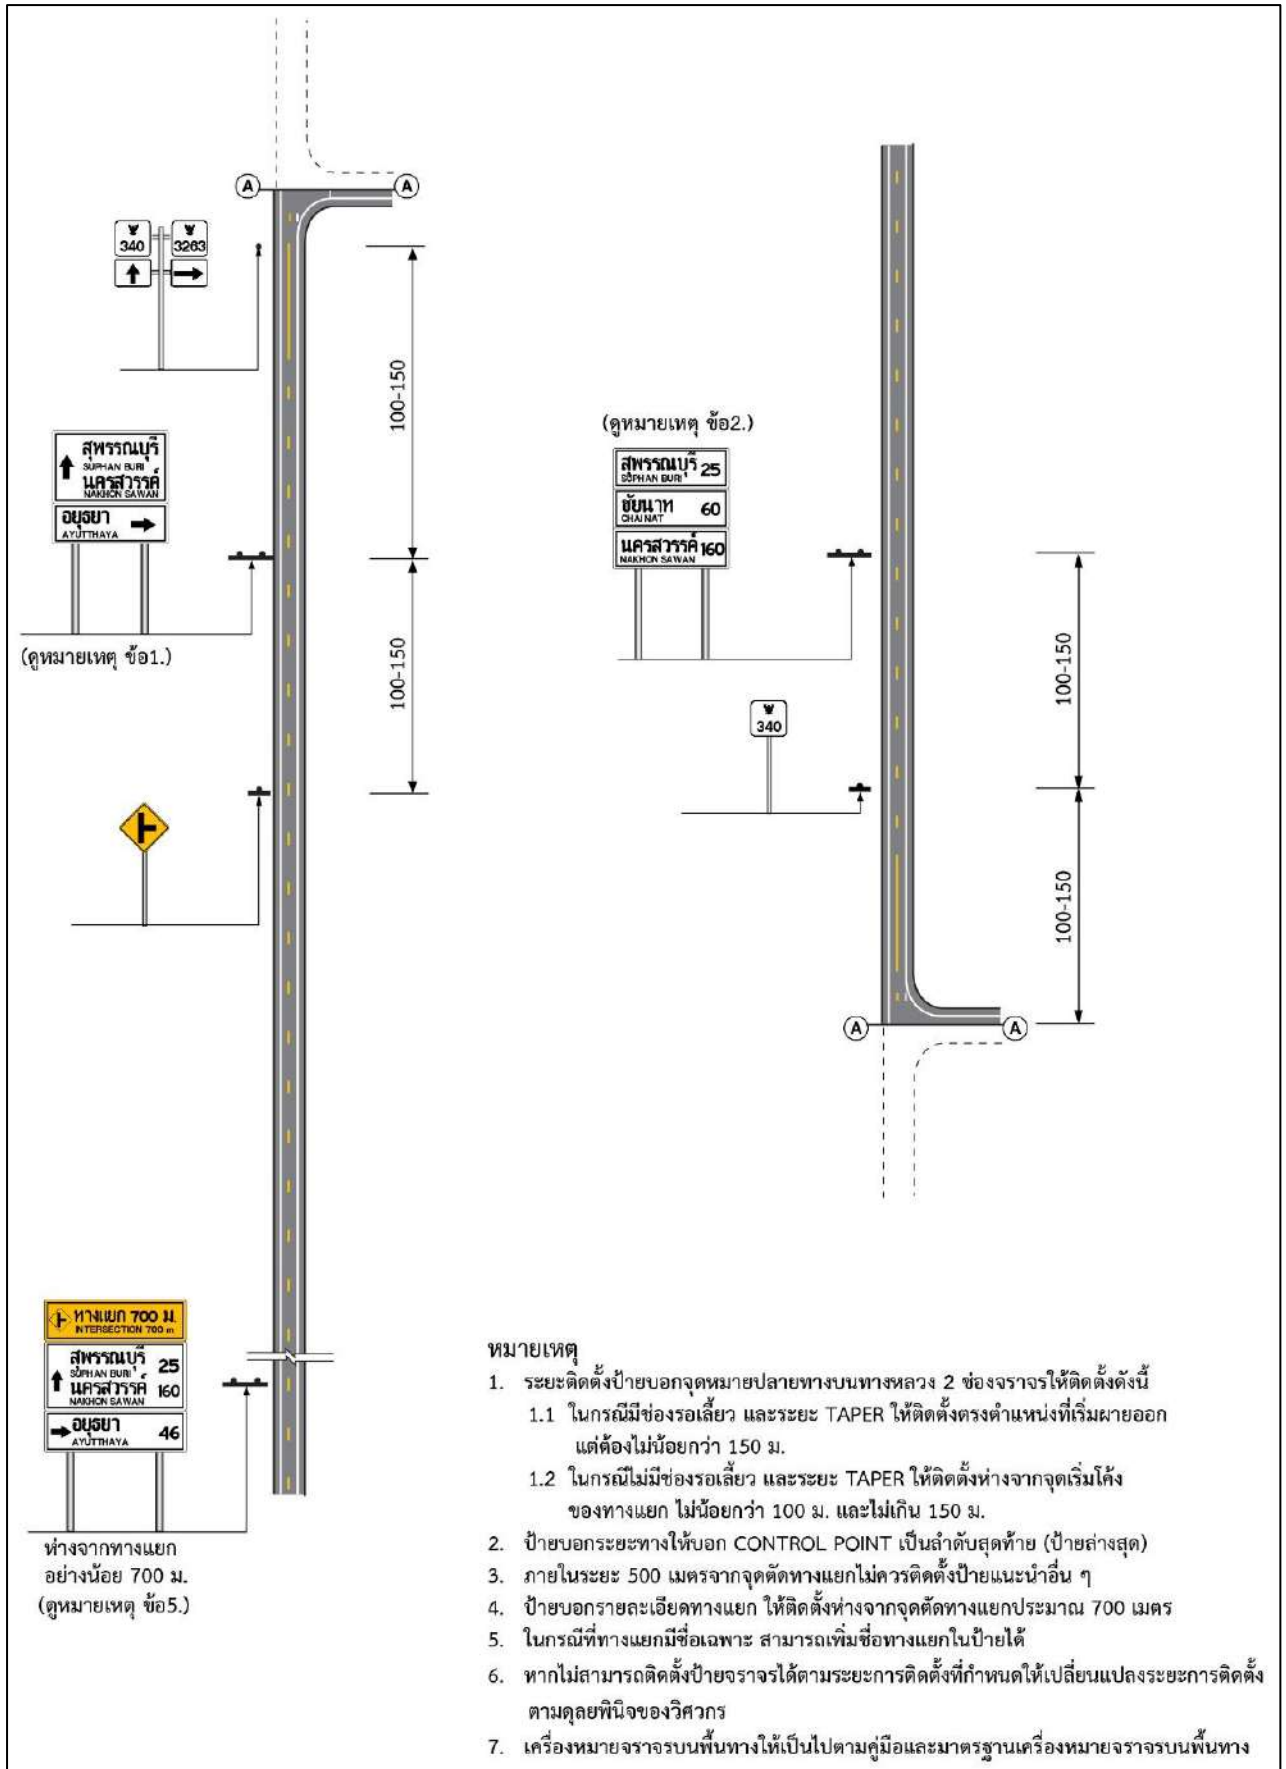 A A
340 3263
100-150
สุพรรณบุรี
SUPHAN BURI
นครสวรรค์
NAKHON SAWAN
อยุธยา
AYUTTHAYA
(ดูหมายเหตุ ข้อ1.)
100-150
ทางแยก 700 ม.
INTERSECTION 700 m
สุพรรณบุรี 25
SUPHAN BURI
นครสวรรค์ 160
NAKHON SAWAN
อยุธยา 46
AYUTTHAYA
ห่างจากทางแยก
อย่างน้อย 700 ม.
(ดูหมายเหตุ ข้อ5.)
(ดูหมายเหตุ ข้อ2.)
สุพรรณบุรี 25
SUPHAN BURI
ชัยนาท 60
CHAI NAT
นครสวรรค์ 160
NAKHON SAWAN
100-150
340
100-150
A A
หมายเหตุ
1. ระยะติดตั้งป้ายบอกจุดหมายปลายทางบนทางหลวง 2 ช่องจราจรให้ติดตั้งดังนี้
1.1 ในกรณีมีช่องรอเลี้ยว และระยะ TAPER ให้ติดตั้งตรงตำแหน่งที่เริ่มผายออก
แต่ต้องไม่น้อยกว่า 150 ม.
1.2 ในกรณีไม่มีช่องรอเลี้ยว และระยะ TAPER ให้ติดตั้งห่างจากจุดเริ่มโค้ง
ของทางแยก ไม่น้อยกว่า 100 ม. และไม่เกิน 150 ม.
2. ป้ายบอกระยะทางให้บอก CONTROL POINT เป็นลำดับสุดท้าย (ป้ายล่างสุด)
3. ภายในระยะ 500 เมตรจากจุดตัดทางแยกไม่ควรติดตั้งป้ายแนะนำอื่น ๆ
4. ป้ายบอกรายละเอียดทางแยก ให้ติดตั้งห่างจากจุดตัดทางแยกประมาณ 700 เมตร
5. ในกรณีที่ทางแยกมีชื่อเฉพาะ สามารถเพิ่มชื่อทางแยกในป้ายได้
6. หากไม่สามารถติดตั้งป้ายจราจรได้ตามระยะการติดตั้งที่กำหนดให้เปลี่ยนแปลงระยะการติดตั้ง
ตามดุลยพินิจของวิศวกร
7. เครื่องหมายจราจรบนพื้นทางให้เป็นไปตามคู่มือและมาตรฐานเครื่องหมายจราจรบนพื้นทาง